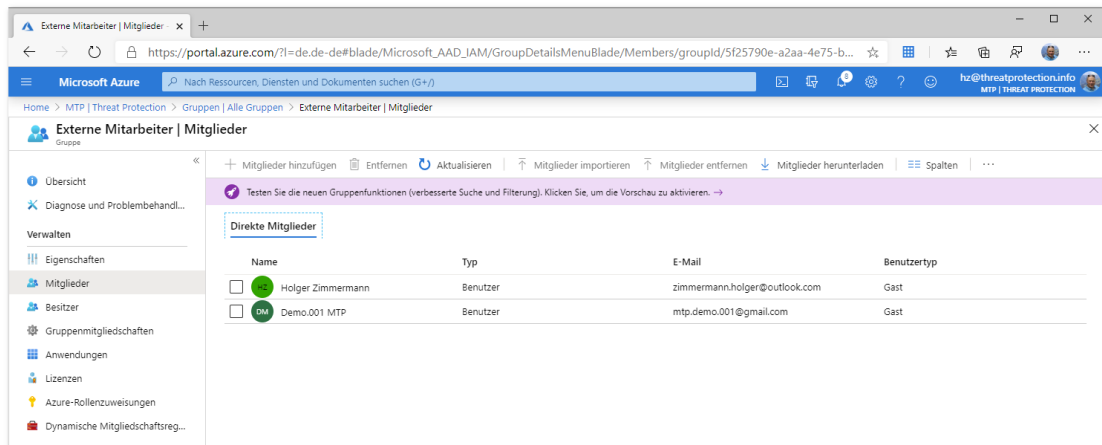 Externe Mitarbeiter | Mitglieder -
https://portal.azure.com/?l=de.de-de#blade/Microsoft_AAD_IAM/GroupDetailsMenuBlade/Members/groupId/5f25790e-a2aa-4e75-b...
Microsoft Azure
Nach Ressourcen, Diensten und Dokumenten suchen (G+/)
8
hz@threatprotection.info
MTP | THREAT PROTECTION
Home > MTP | Threat Protection > Gruppen | Alle Gruppen > Externe Mitarbeiter | Mitglieder
Externe Mitarbeiter | Mitglieder
Gruppe
Mitglieder hinzufügen Entfernen Aktualisieren Mitglieder importieren Mitglieder entfernen Mitglieder herunterladen Spalten ...
Testen Sie die neuen Gruppenfunktionen (verbesserte Suche und Filterung). Klicken Sie, um die Vorschau zu aktivieren. →
Übersicht
Diagnose und Problembehandl...
Verwalten
Eigenschaften
Mitglieder
Besitzer
Gruppenmitgliedschaften
Anwendungen
Lizenzen
Azure-Rollenzuweisungen
Dynamische Mitgliedschaftsreg...
Direkte Mitglieder
Name Typ E-Mail Benutzertyp
HZ Holger Zimmermann Benutzer zimmermann.holger@outlook.com Gast
DM Demo.001 MTP Benutzer mtp.demo.001@gmail.com Gast